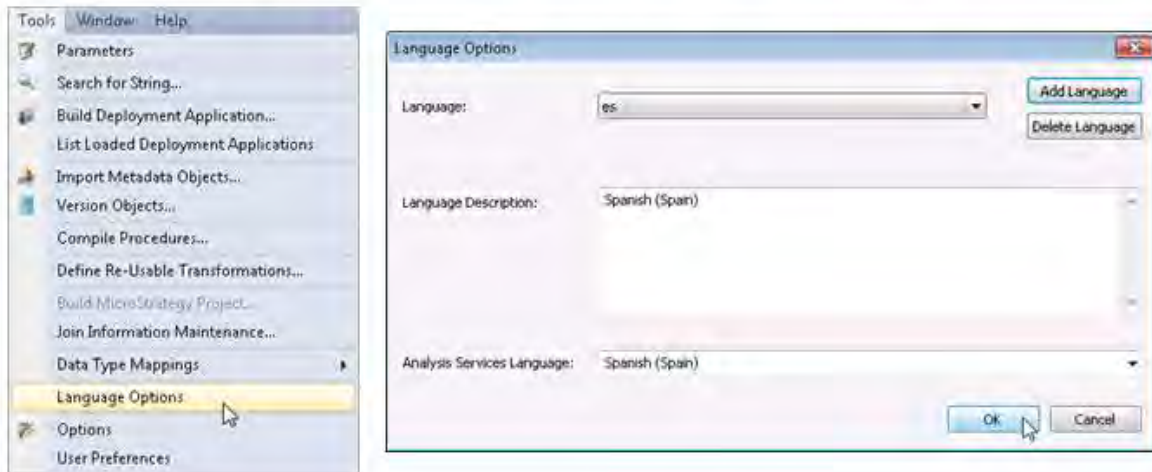 Tools Window Help
Parameters
Search for String...
Build Deployment Application...
List Loaded Deployment Applications
Import Metadata Objects...
Version Objects...
Compile Procedures...
Define Re-Usable Transformations...
Build MicroStrategy Project...
Join Information Maintenance...
Data Type Mappings
Language Options
Options
User Preferences
Language Options
Language: es
Add Language
Delete Language
Language Description: Spanish (Spain)
Analysis Services Language: Spanish (Spain)
OK Cancel